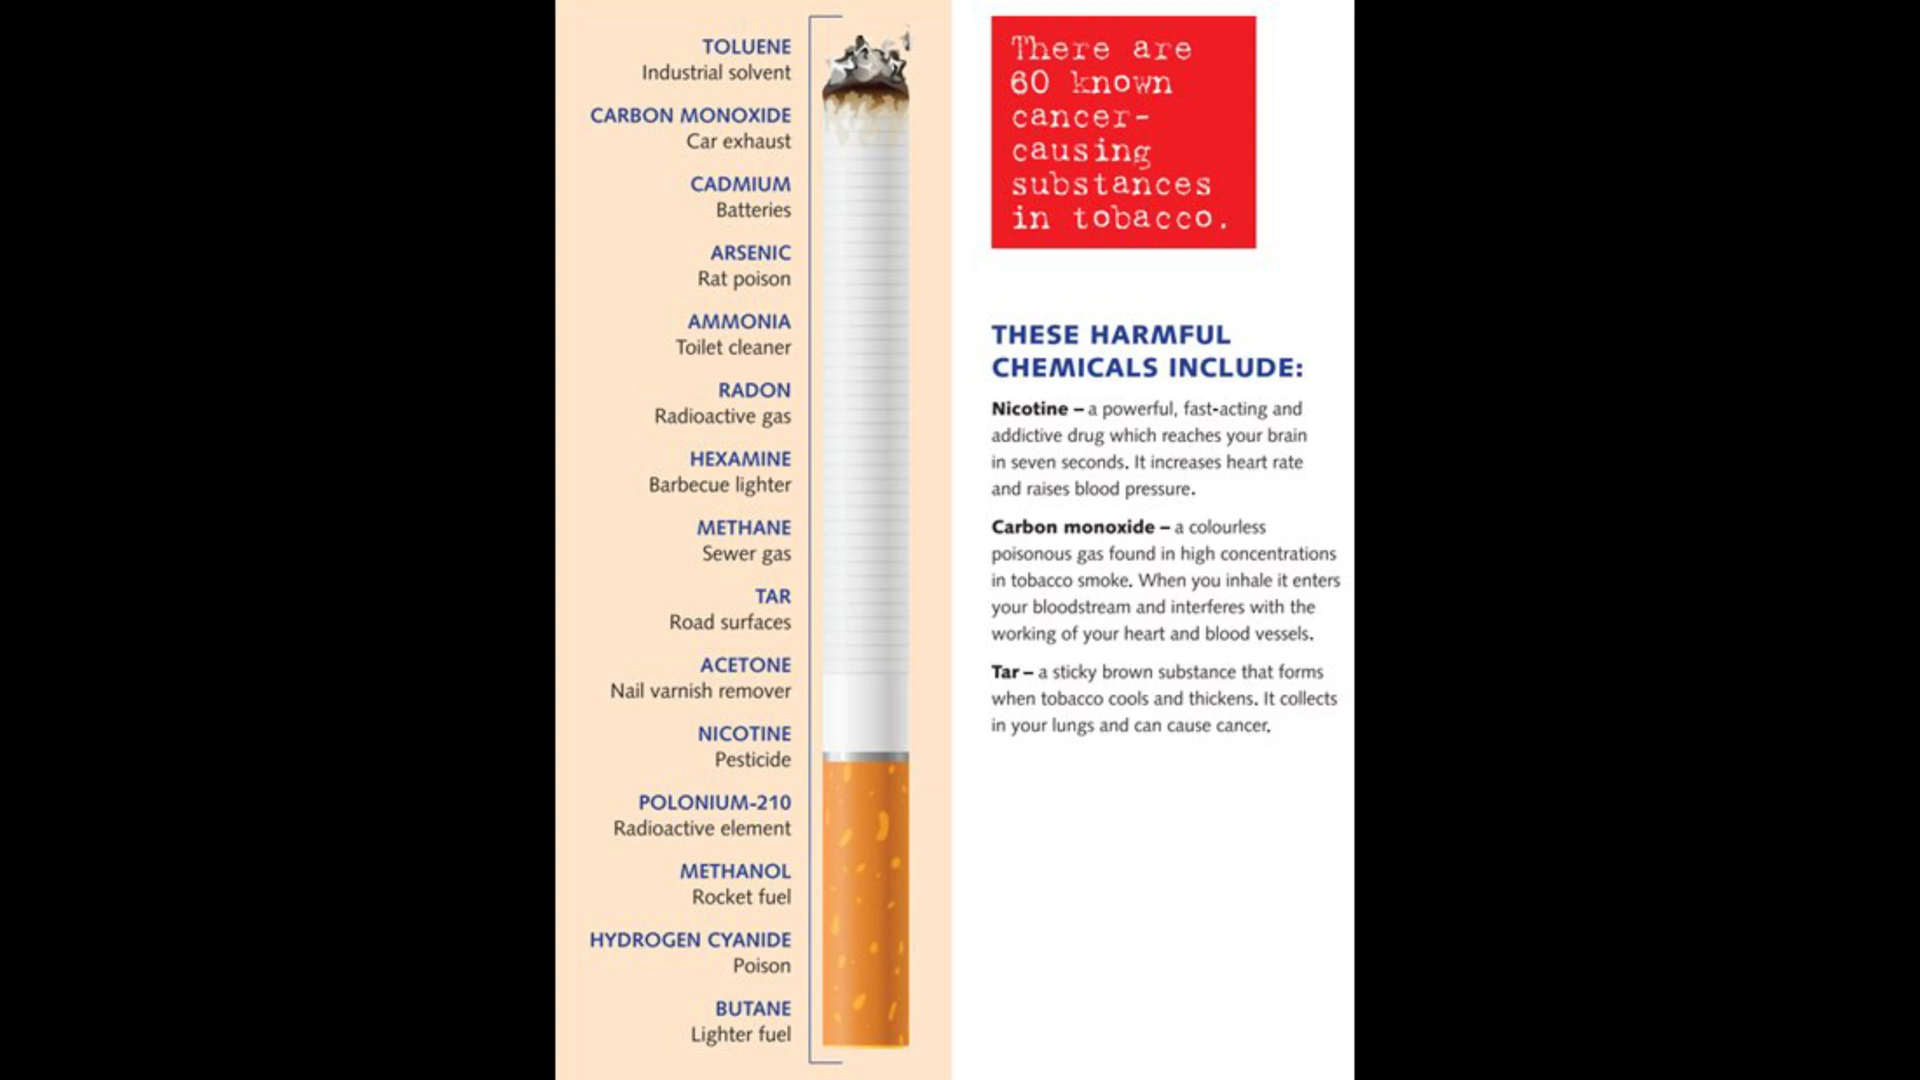 TOLUENE
Industrial solvent
CARBON MONOXIDE
Car exhaust
CADMIUM
Batteries
ARSENIC
Rat poison
AMMONIA
Toilet cleaner
RADON
Radioactive gas
HEXAMINE
Barbecue lighter
METHANE
Sewer gas
TAR
Road surfaces
ACETONE
Nail varnish remover
NICOTINE
Pesticide
POLONIUM-210
Radioactive element
METHANOL
Rocket fuel
HYDROGEN CYANIDE
Poison
BUTANE
Lighter fuel
There are
60 known
cancer-
causing
substances
in tobacco.
THESE HARMFUL
CHEMICALS INCLUDE:
Nicotine – a powerful, fast-acting and
addictive drug which reaches your brain
in seven seconds. It increases heart rate
and raises blood pressure.
Carbon monoxide – a colourless
poisonous gas found in high concentrations
in tobacco smoke. When you inhale it enters
your bloodstream and interferes with the
working of your heart and blood vessels.
Tar – a sticky brown substance that forms
when tobacco cools and thickens. It collects
in your lungs and can cause cancer.